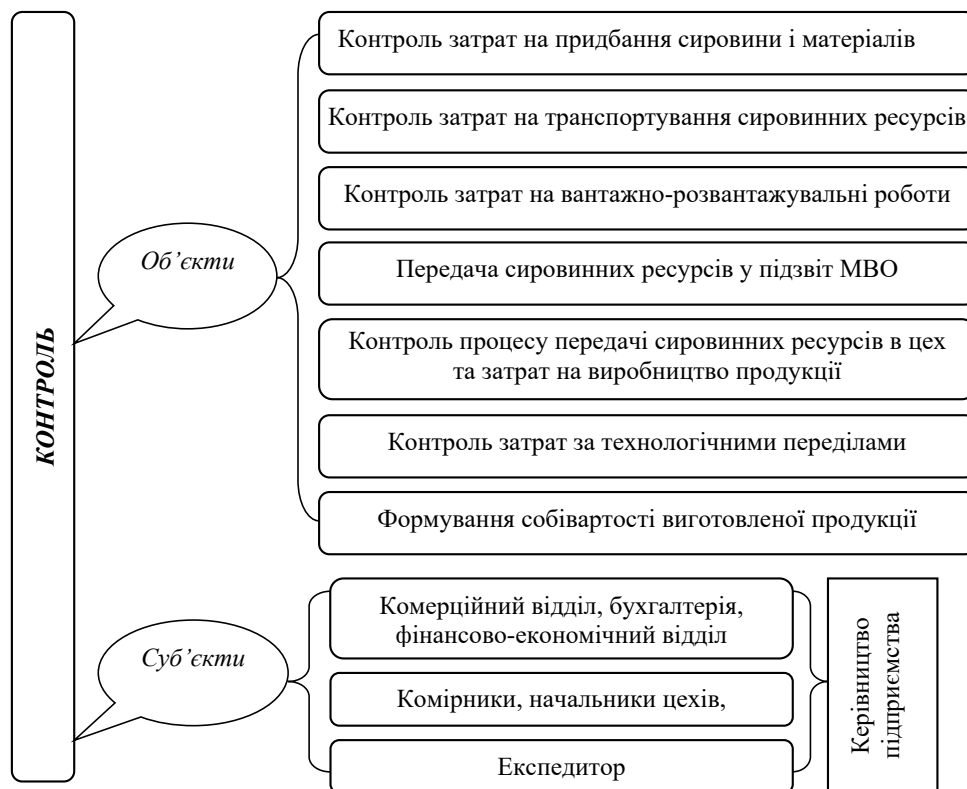 КОНТРОЛЬ
Об’єкти
Контроль затрат на придбання сировини і матеріалів
Контроль затрат на транспортування сировинних ресурсів
Контроль затрат на вантажно-розвантажувальні роботи
Передача сировинних ресурсів у підзвіт МВО
Контроль процесу передачі сировинних ресурсів в цех
та затрат на виробництво продукції
Контроль затрат за технологічними переділами
Формування собівартості виготовленої продукції
Суб’єкти
Комерційний відділ, бухгалтерія,
фінансово-економічний відділ
Комірники, начальники цехів,
Експедитор
Керівництво
підприємства